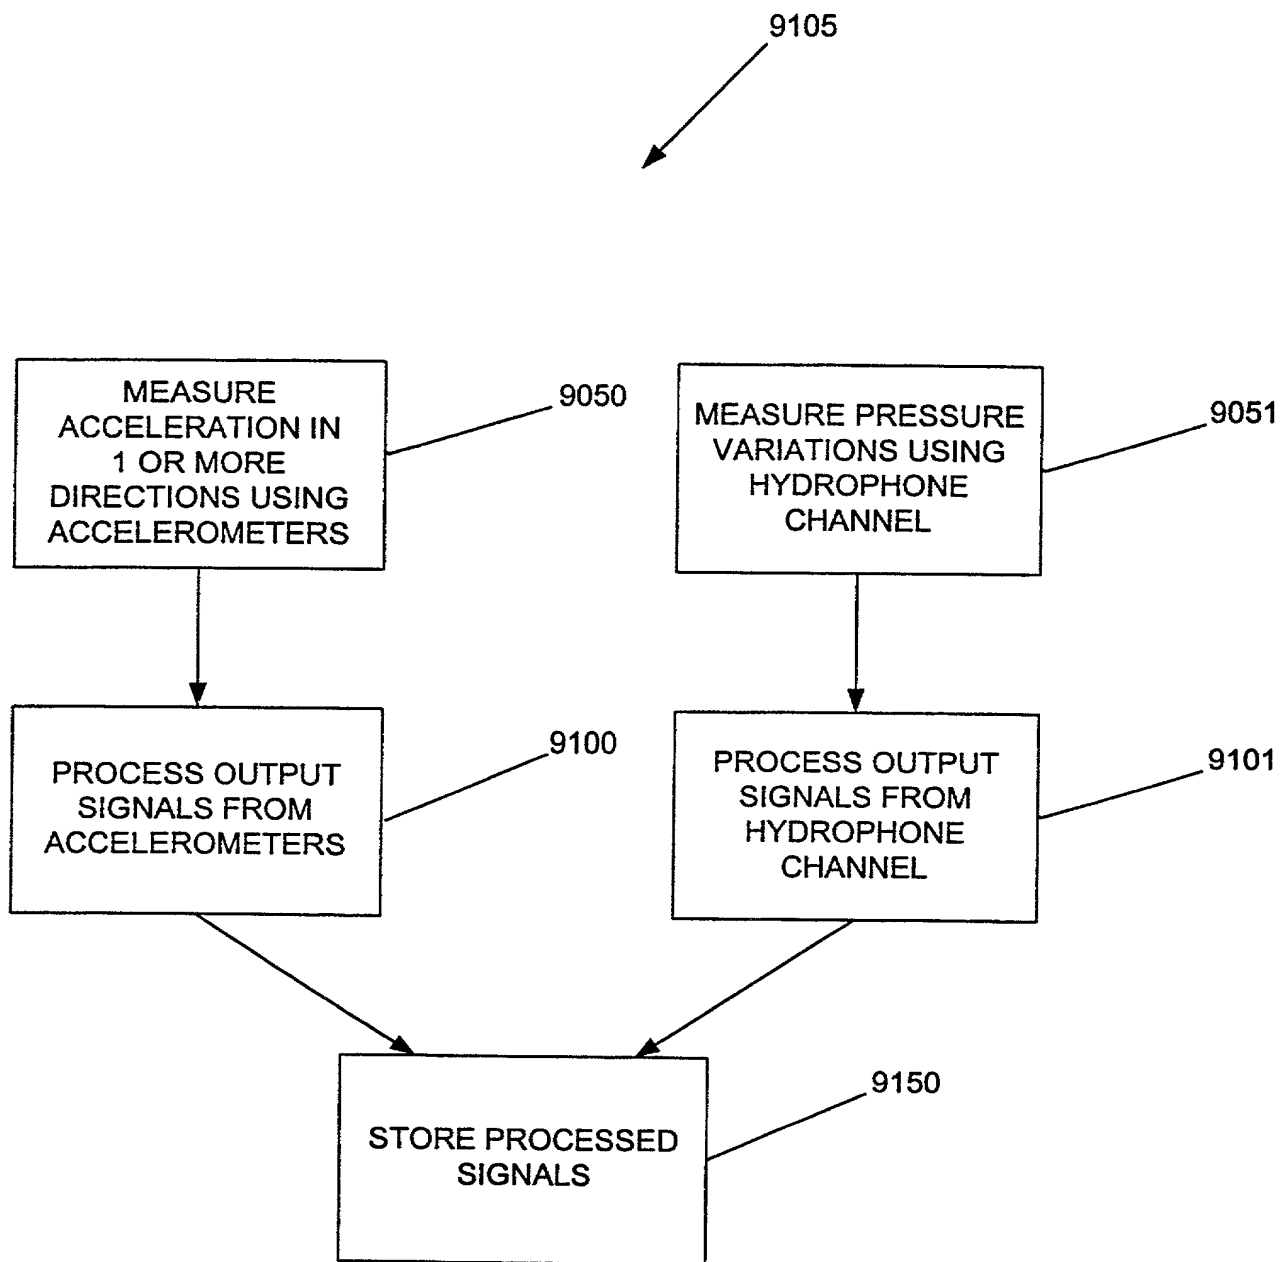 9105
MEASURE
ACCELERATION IN
1 OR MORE
DIRECTIONS USING
ACCELEROMETERS
9050
MEASURE PRESSURE
VARIATIONS USING
HYDROPHONE
CHANNEL
9051
PROCESS OUTPUT
SIGNALS FROM
ACCELEROMETERS
9100
PROCESS OUTPUT
SIGNALS FROM
HYDROPHONE
CHANNEL
9101
STORE PROCESSED
SIGNALS
9150